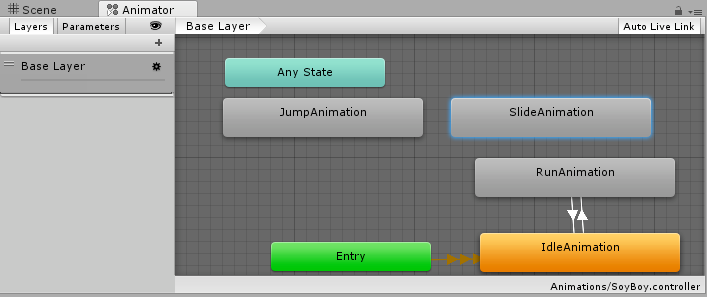 Scene Animator
Layers Parameters
Base Layer Auto Live Link
Base Layer
Any State
JumpAnimation SlideAnimation
RunAnimation
IdleAnimation
Entry
Animations/SoyBoy.controller